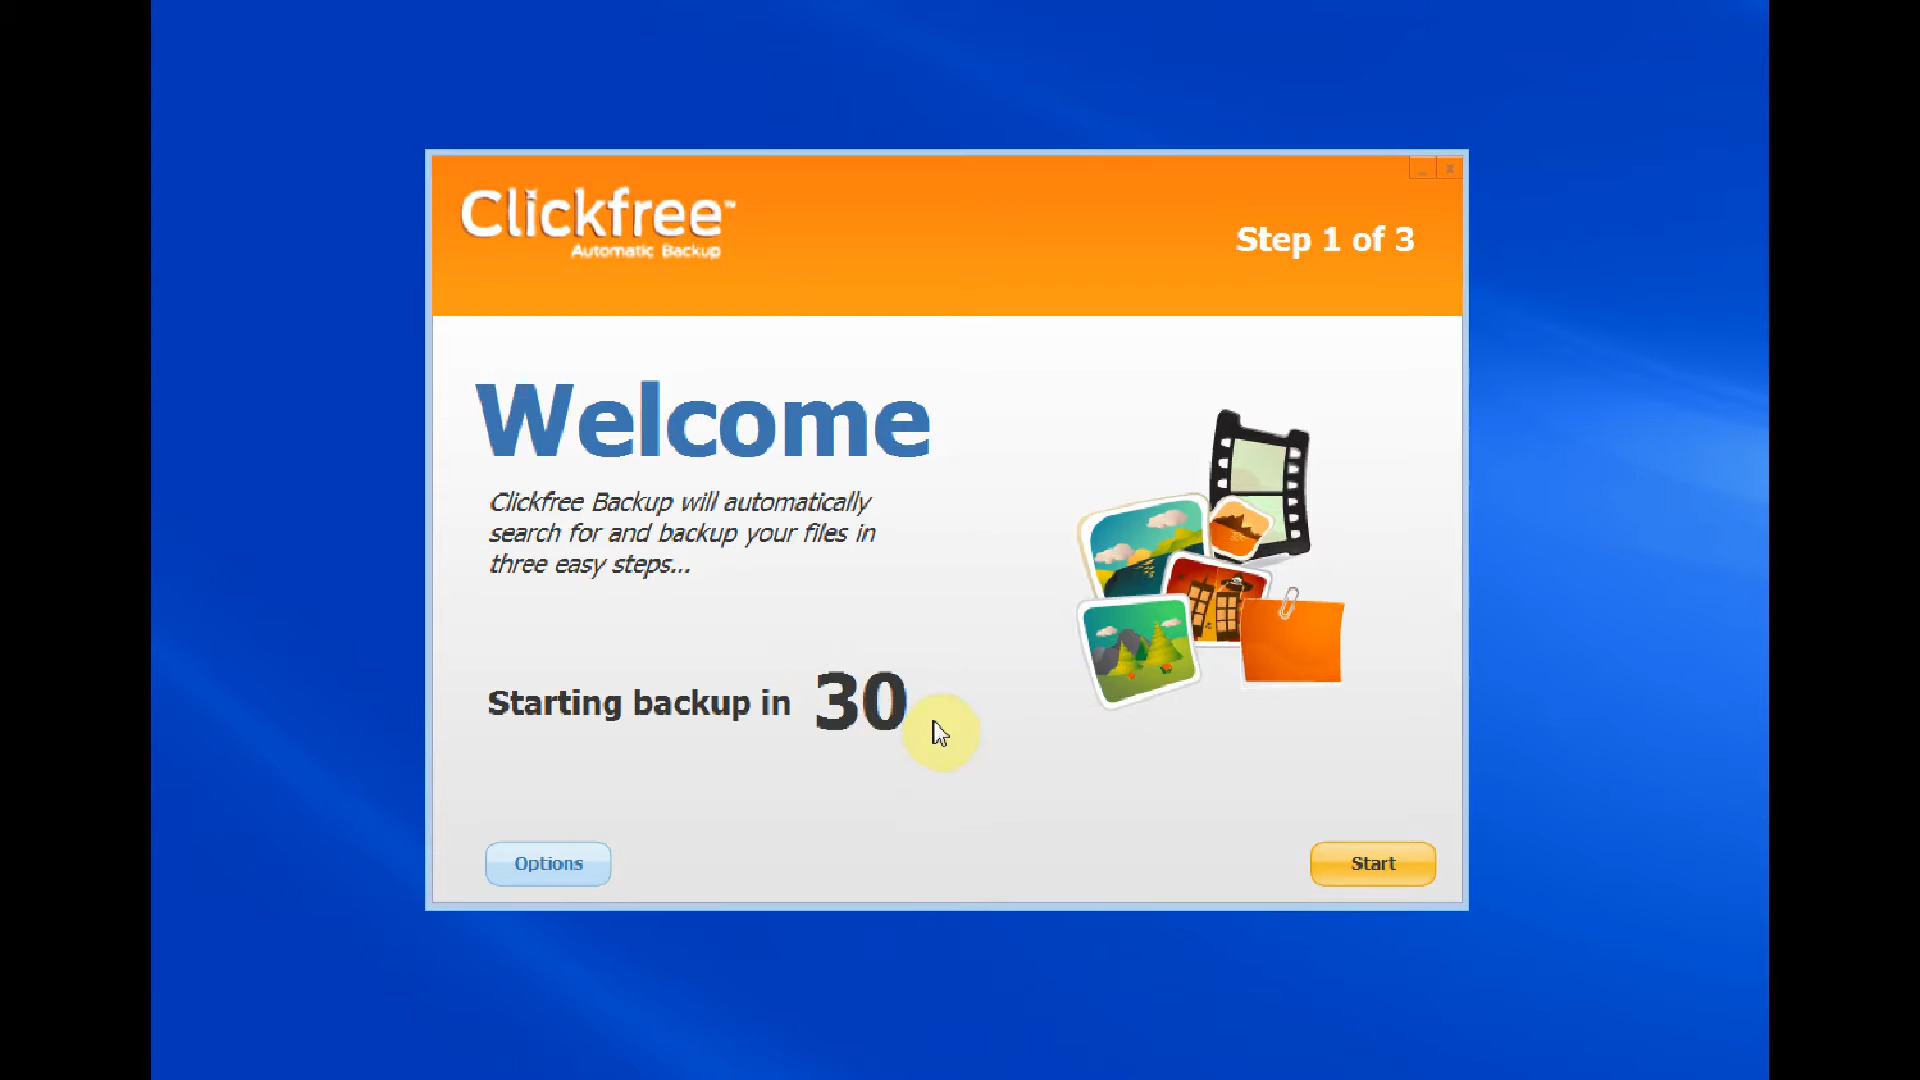 Clickfree™
Automatic Backup
Step 1 of 3
Welcome
Clickfree Backup will automatically
search for and backup your files in
three easy steps...
Starting backup in 30
Options
Start